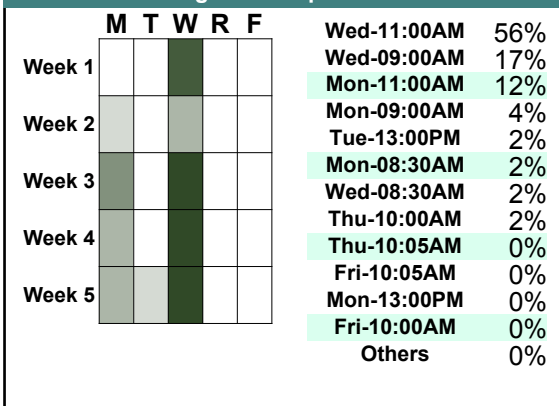 M T W R F
Week 1
Week 2
Week 3
Week 4
Week 5
Wed-11:00AM 56%
Wed-09:00AM 17%
Mon-11:00AM 12%
Mon-09:00AM 4%
Tue-13:00PM 2%
Mon-08:30AM 2%
Wed-08:30AM 2%
Thu-10:00AM 2%
Thu-10:05AM 0%
Fri-10:05AM 0%
Mon-13:00PM 0%
Fri-10:00AM 0%
Others 0%